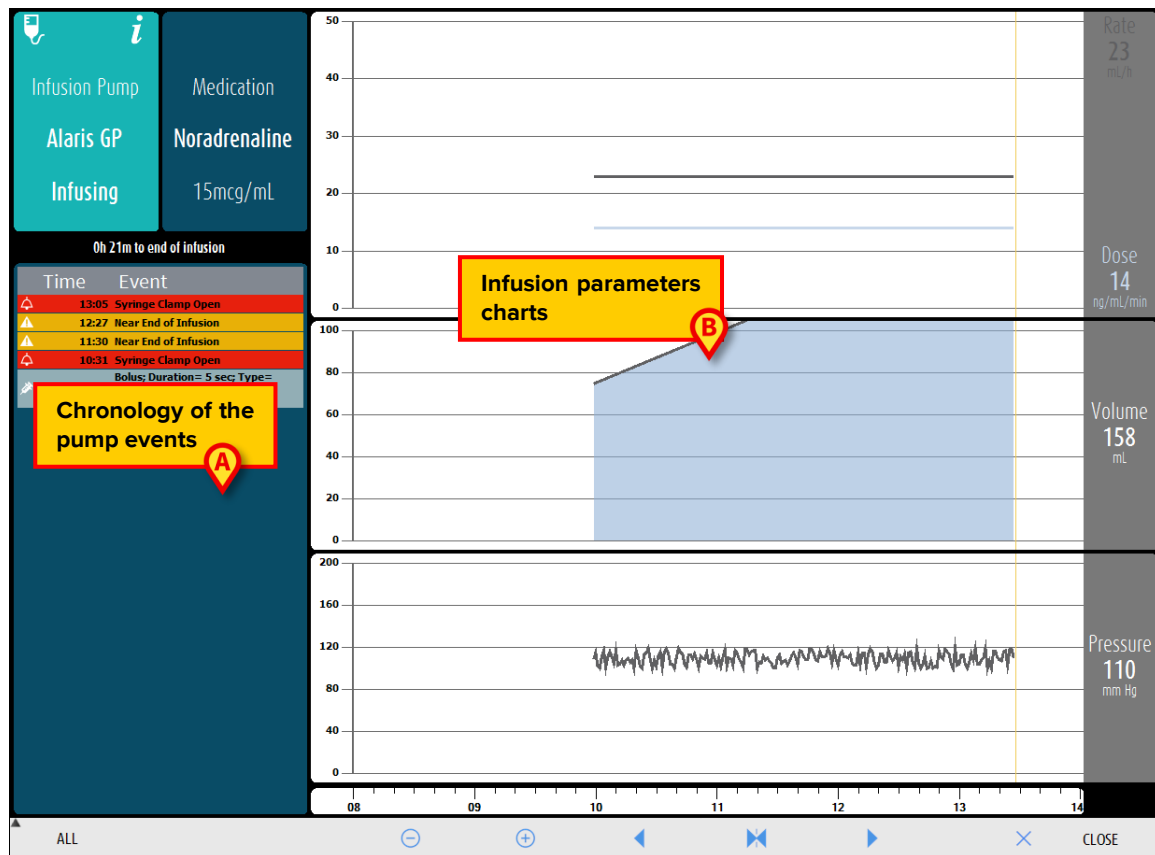 i
Infusion Pump
Alaris GP
Infusing
Medication
Noradrenaline
15mcg/mL
0h 21m to end of infusion
Time Event
13:05 Syringe Clamp Open
12:27 Near End of Infusion
11:30 Near End of Infusion
10:31 Syringe Clamp Open
Bolus; Duration= 5 sec; Type=
Chronology of the
pump events
A
50
40
30
20
10
0
Rate
23
mL/h
Dose
14
ng/mL/min
Infusion parameters
charts
B
100
80
60
40
20
0
Volume
158
mL
200
160
120
80
40
0
Pressure
110
mm Hg
08 09 10 11 12 13 14
ALL
CLOSE